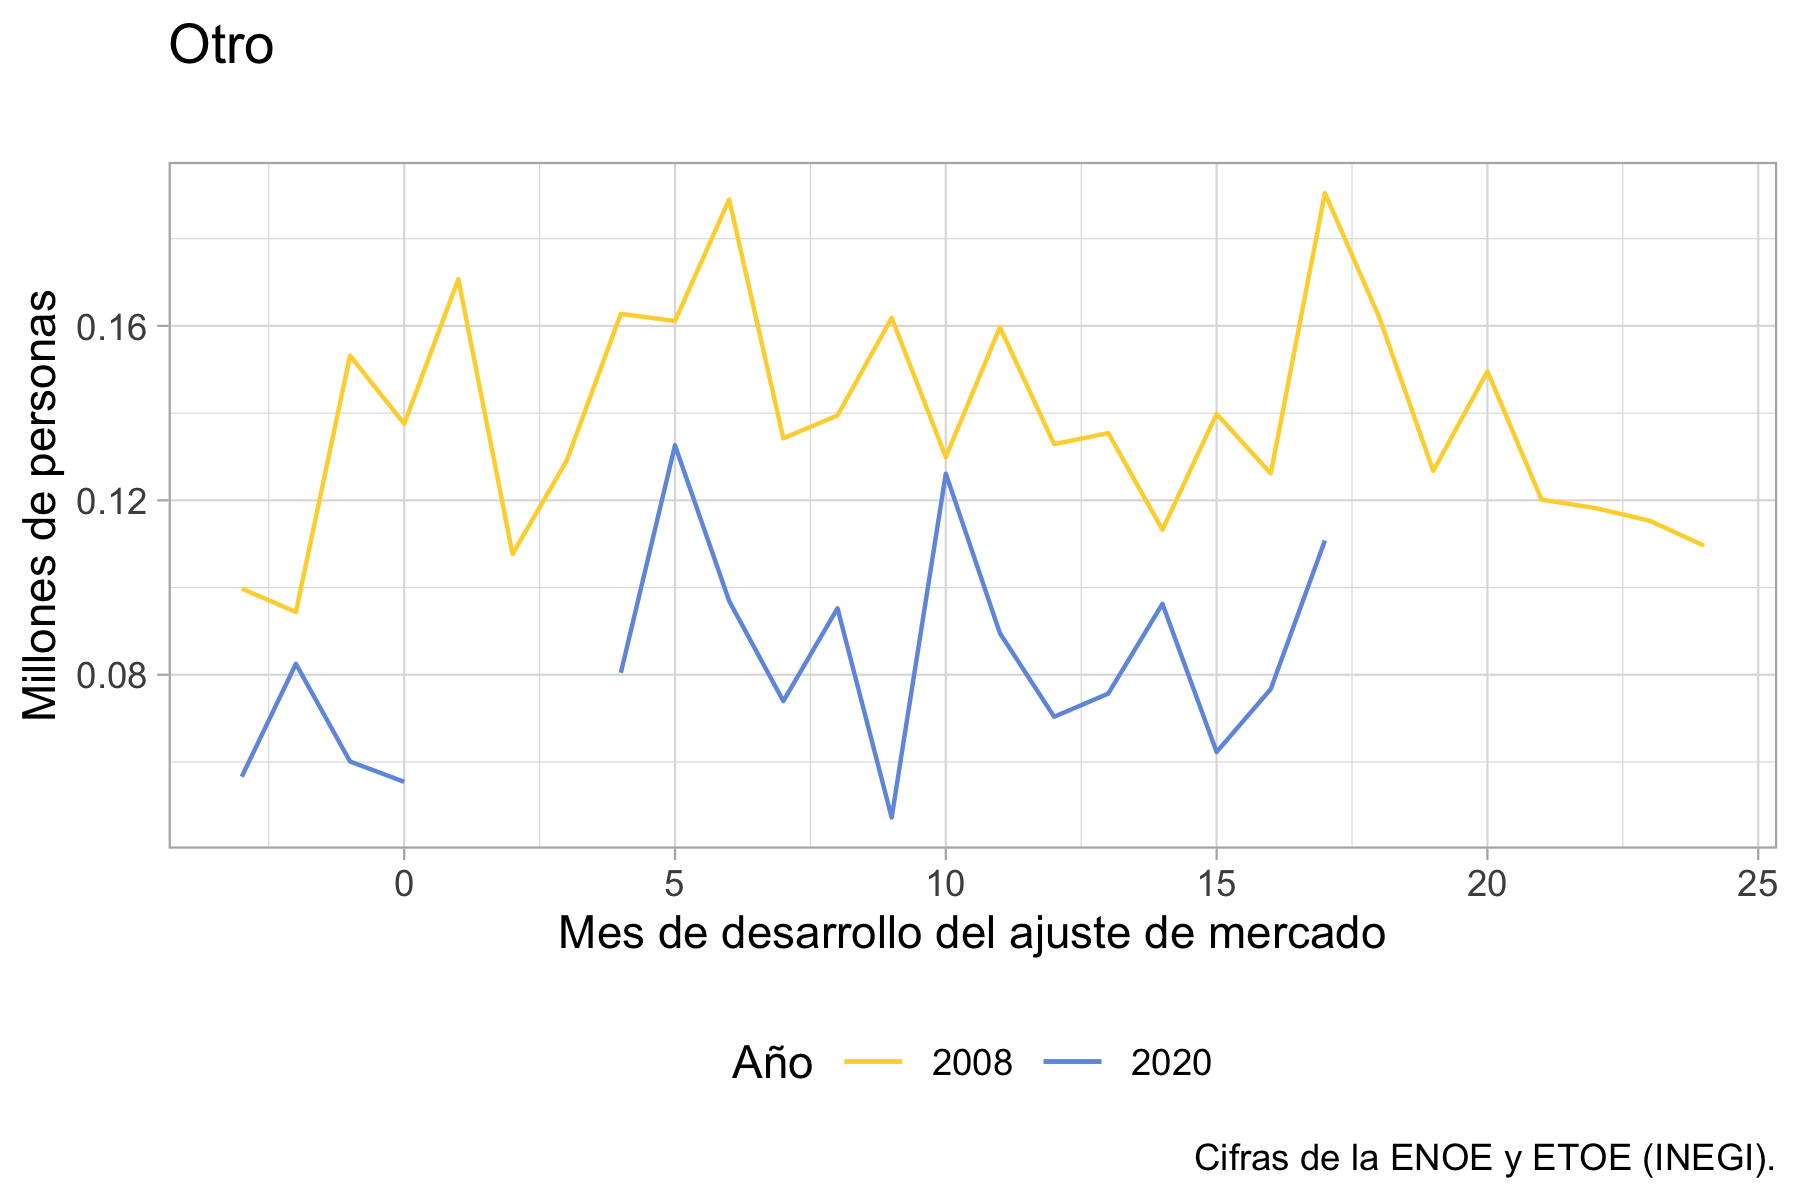 Otro
Millones de personas
0.16
0.12
0.08
0 5 10 15 20 25
Mes de desarrollo del ajuste de mercado
Año 2008 2020
Cifras de la ENOE y ETOE (INEGI).